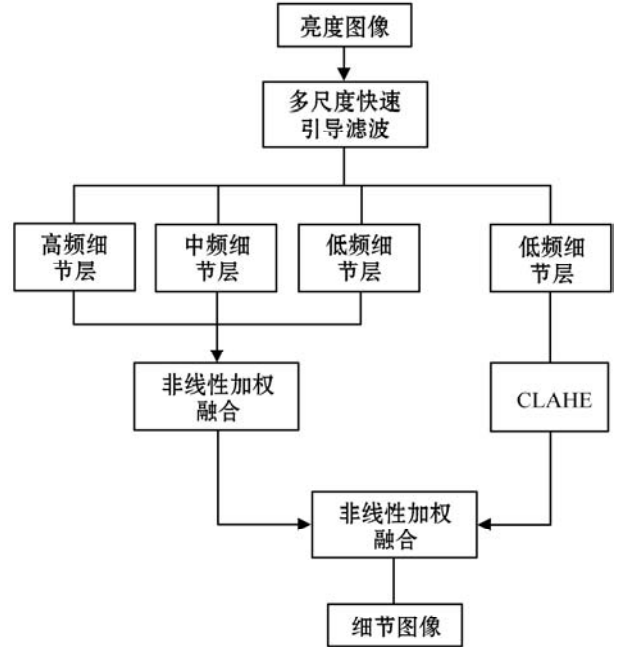 亮度图像
多尺度快速
引导滤波
高频细
节层
中频细
节层
低频细
节层
低频细
节层
非线性加权
融合
CLAHE
非线性加权
融合
细节图像